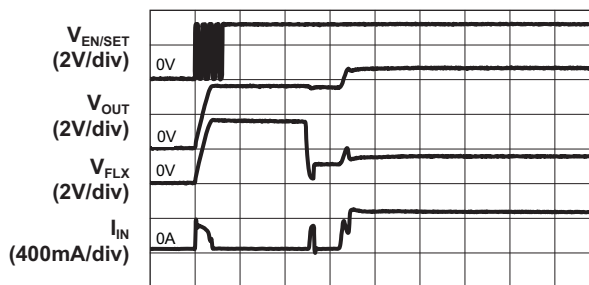 V_EN/SET
(2V/div)
0V
V_OUT
(2V/div)
0V
V_FLX
(2V/div)
0V
I_IN
(400mA/div)
0A